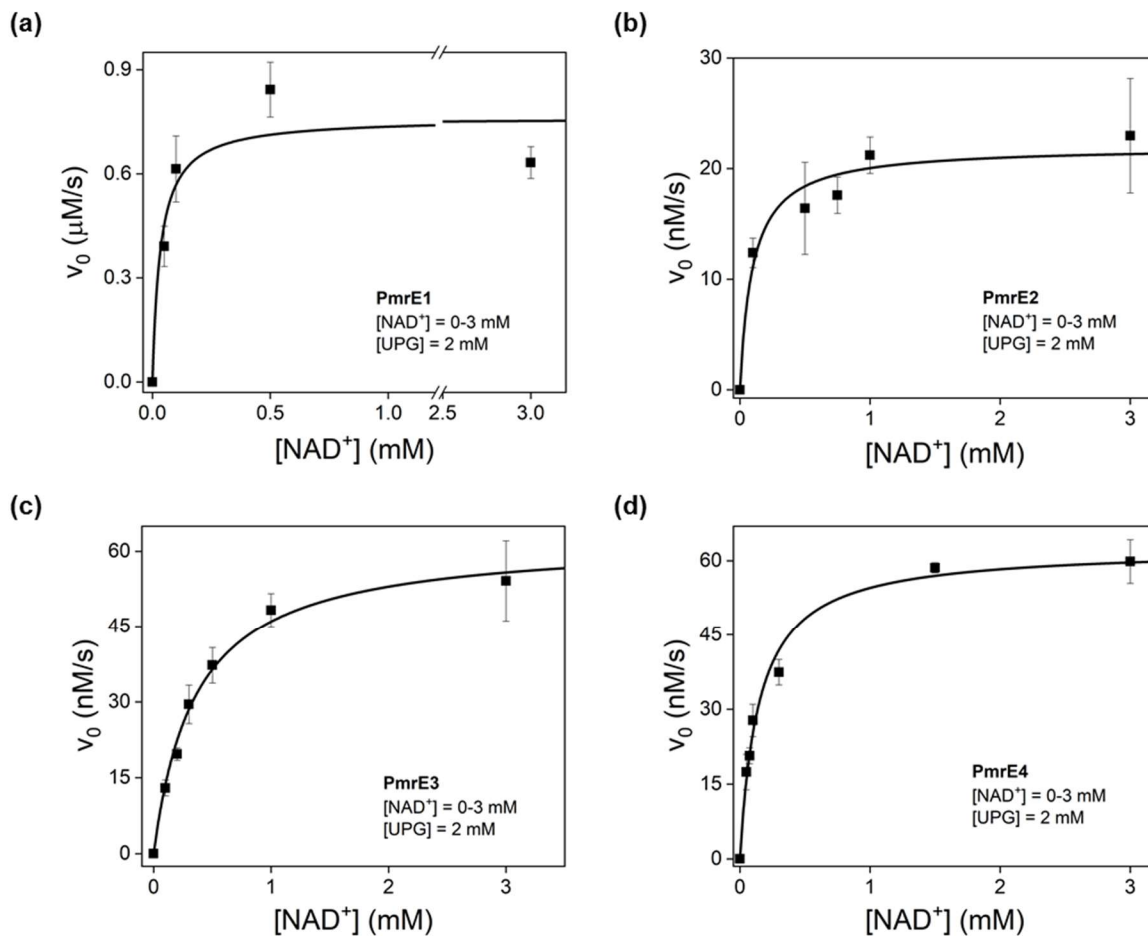 (a)
v₀ (μM/s)
0.9
0.6
0.3
0.0
PmrE1
[NAD⁺] = 0-3 mM
[UPG] = 2 mM
0.0 0.5 1.0 2.5 3.0
[NAD⁺] (mM)
(b)
v₀ (nM/s)
30
20
10
0
PmrE2
[NAD⁺] = 0-3 mM
[UPG] = 2 mM
0 1 2 3
[NAD⁺] (mM)
(c)
v₀ (nM/s)
60
45
30
15
0
PmrE3
[NAD⁺] = 0-3 mM
[UPG] = 2 mM
0 1 2 3
[NAD⁺] (mM)
(d)
v₀ (nM/s)
60
45
30
15
0
PmrE4
[NAD⁺] = 0-3 mM
[UPG] = 2 mM
0 1 2 3
[NAD⁺] (mM)